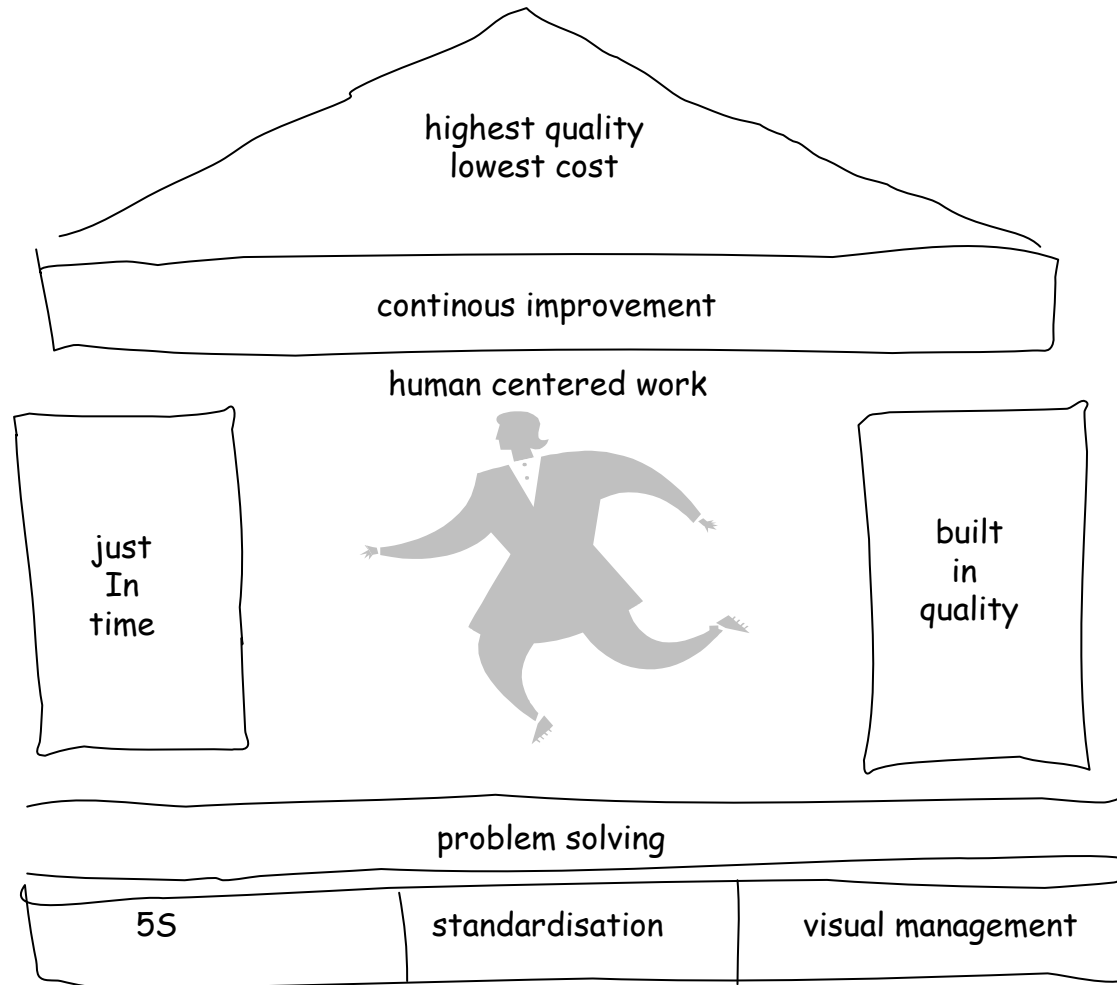 highest quality
lowest cost
continous improvement
human centered work
just
In
time
built
in
quality
problem solving
5S
standardisation
visual management